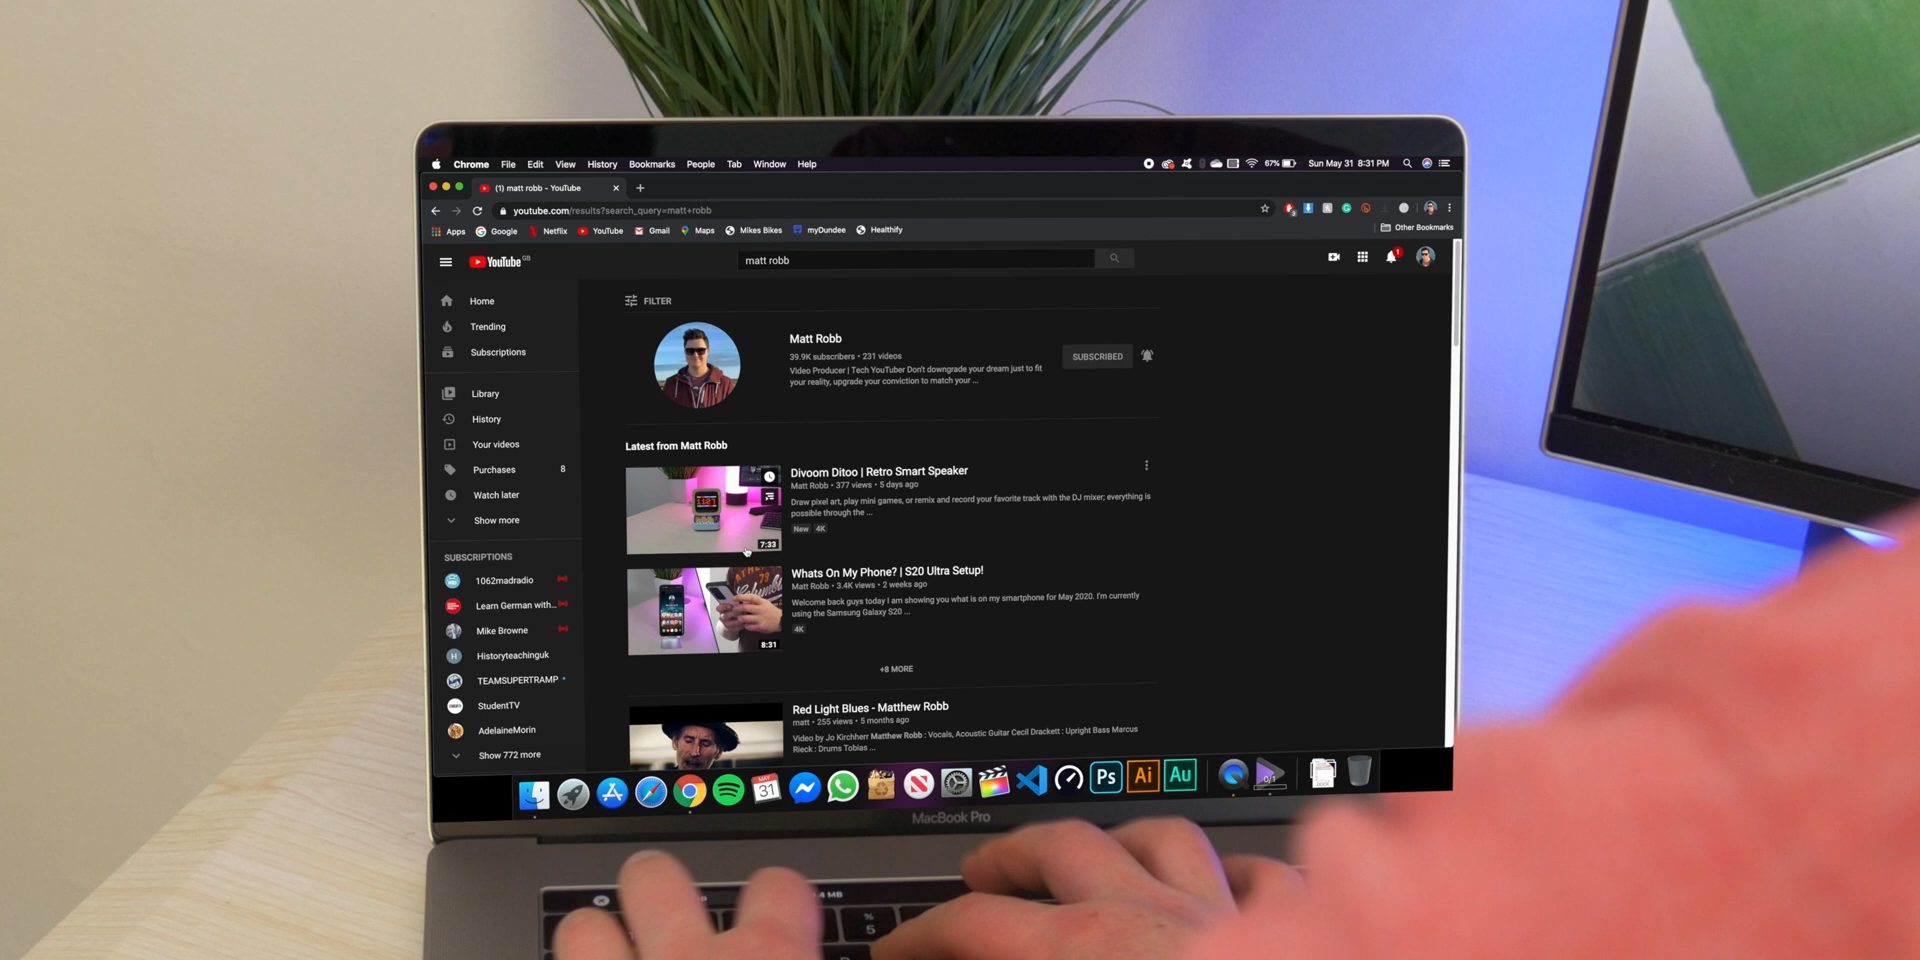 Chrome File Edit View History Bookmarks People Tab Window Help 67% Sun May 31 8:31 PM
(1) matt robb - YouTube
youtube.com/results?search_query=matt+robb
Apps Google Netflix YouTube Gmail Maps Mikes Bikes myDundee Healthify Other Bookmarks
YouTube GB
matt robb
1
Home
Trending
Subscriptions
Library
History
Your videos
Purchases 8
Watch later
Show more
SUBSCRIPTIONS
1062madradio
Learn German with...
Mike Browne
H Historyteachinguk
TEAMSUPERTRAMP
StudentTV
AdelaineMorin
Show 772 more
FILTER
Matt Robb
39.9K subscribers • 231 videos
Video Producer | Tech YouTuber Don't downgrade your dream just to fit
your reality, upgrade your conviction to match your ...
SUBSCRIBED
Latest from Matt Robb
7:33
Divoom Ditoo | Retro Smart Speaker
Matt Robb • 377 views • 5 days ago
Draw pixel art, play mini games, or remix and record your favorite track with the DJ mixer; everything is
possible through the ...
New 4K
8:31
Whats On My Phone? | S20 Ultra Setup!
Matt Robb • 3.4K views • 2 weeks ago
Welcome back guys today I am showing you what is on my smartphone for May 2020. I'm currently
using the Samsung Galaxy S20 ...
4K
+8 MORE
Red Light Blues - Matthew Robb
matt • 255 views • 5 months ago
Video by Jo Kirchherr Matthew Robb : Vocals, Acoustic Guitar Cecil Drackett : Upright Bass Marcus
Rieck : Drums Tobias ...
MAY
31
Ps Ai Au
0/1
MacBook Pro
.4 MB
%
5